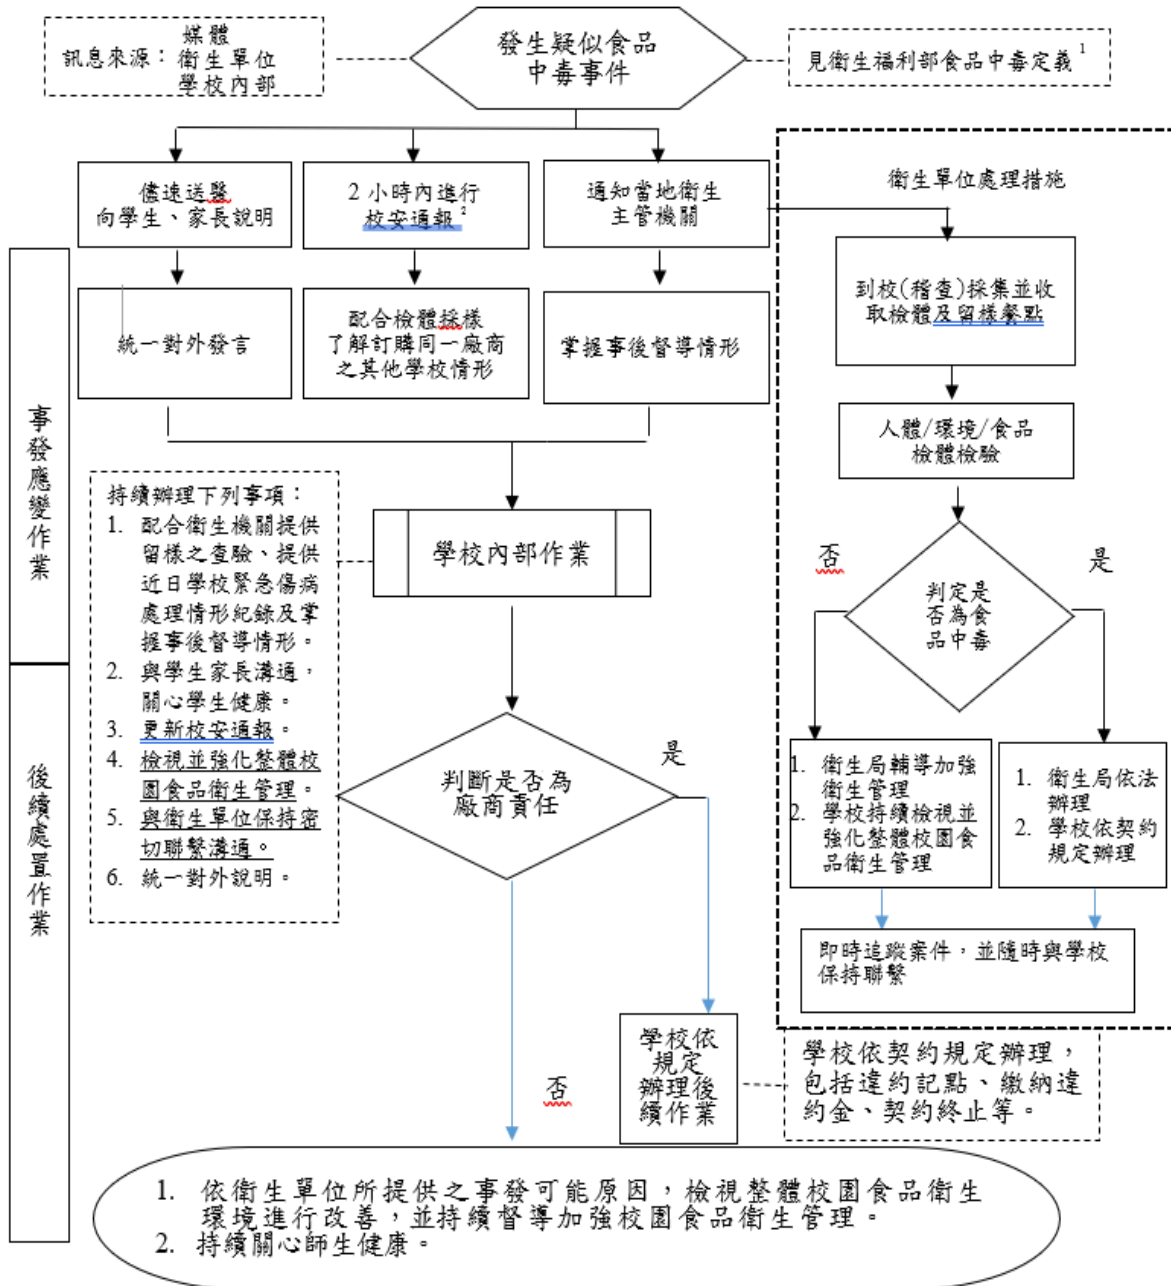 媒體
訊息來源：衛生單位
學校內部
發生疑似食品
中毒事件
見衛生福利部食品中毒定義1
儘速送醫
向學生、家長說明
2 小時內進行
校安通報2
通知當地衛生
主管機關
衛生單位處理措施
統一對外發言
配合檢體採樣
了解訂購同一廠商
之其他學校情形
掌握事後督導情形
到校(稽查)採集並收
取檢體及留樣餐點
人體/環境/食品
檢體檢驗
事發應變作業
持續辦理下列事項：
1. 配合衛生機關提供
留樣之查驗、提供
近日學校緊急傷病
處理情形紀錄及掌
握事後督導情形。
2. 與學生家長溝通，
關心學生健康。
3. 更新校安通報。
4. 檢視並強化整體校
園食品衛生管理。
5. 與衛生單位保持密
切聯繫溝通。
6. 統一對外說明。
學校內部作業
否
是
判定是
否為食
品中毒
後續處置作業
判斷是否為
廠商責任
是
1. 衛生局輔導加強
衛生管理
2. 學校持續檢視並
強化整體校園食
品衛生管理
1. 衛生局依法
辦理
2. 學校依契約
規定辦理
即時追蹤案件，並隨時與學校
保持聯繫
學校依
規定
辦理後
續作業
學校依契約規定辦理，
包括違約記點、繳納違
約金、契約終止等。
否
1. 依衛生單位所提供之事發可能原因，檢視整體校園食品衛生
環境進行改善，並持續督導加強校園食品衛生管理。
2. 持續關心師生健康。